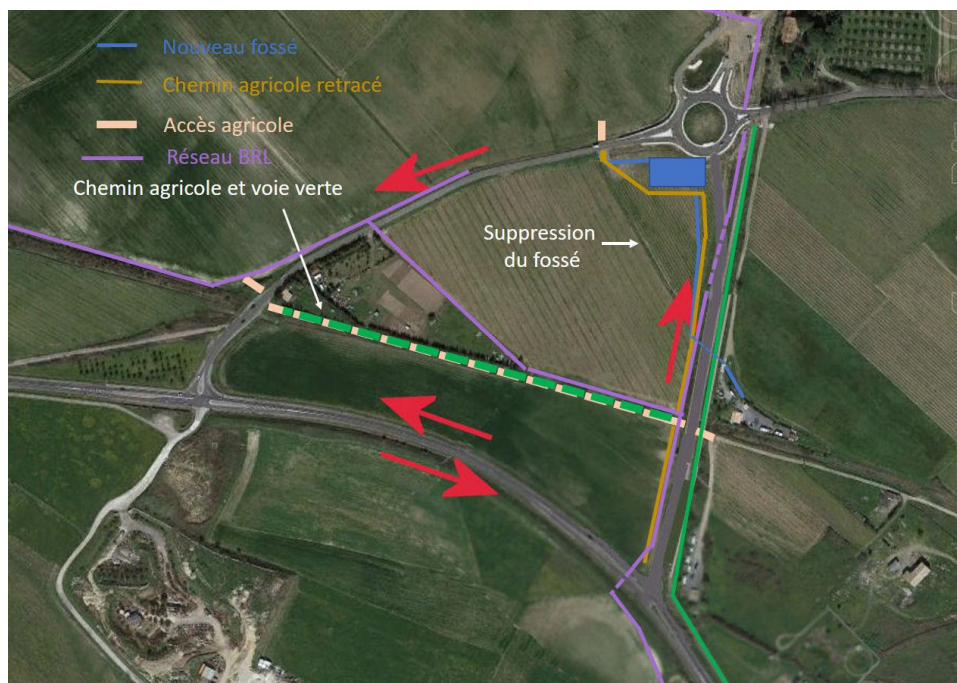 Nouveau fossé
Chemin agricole retracé
Accès agricole
Réseau BRL
Chemin agricole et voie verte
Suppression
du fossé